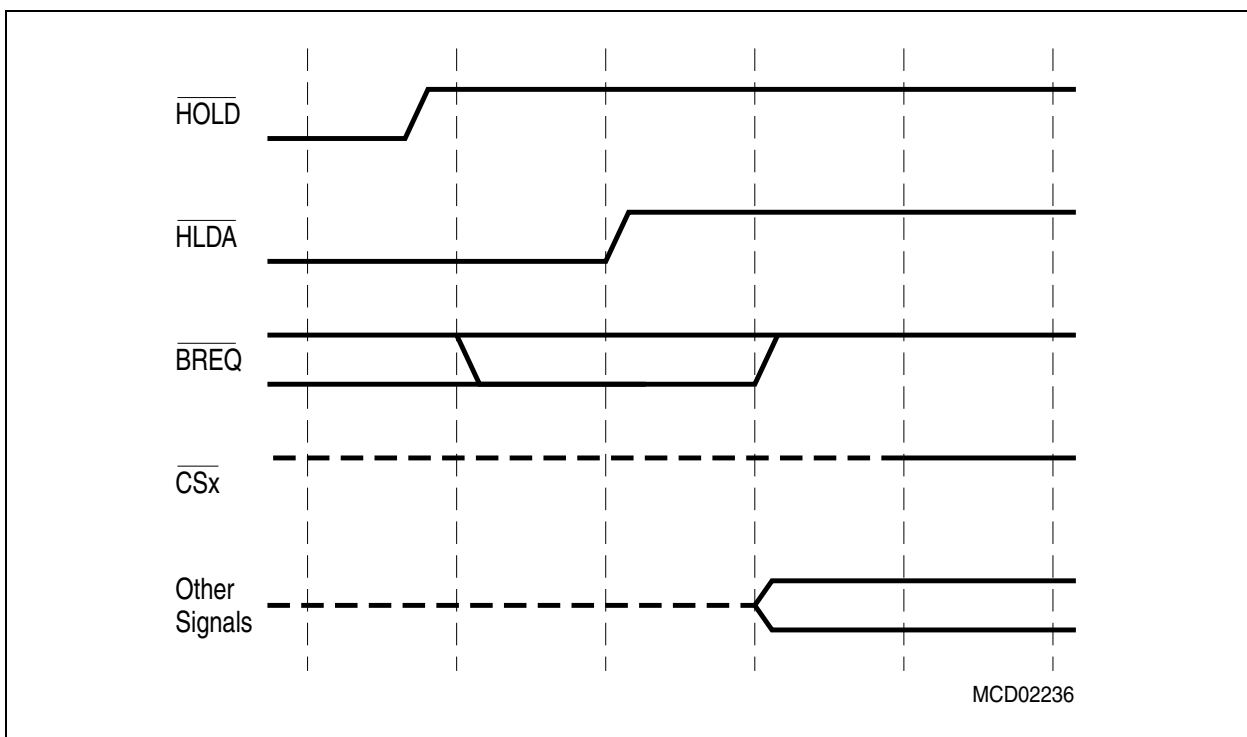 HOLD
HLDA
BREQ
CSx
Other
Signals
MCD02236